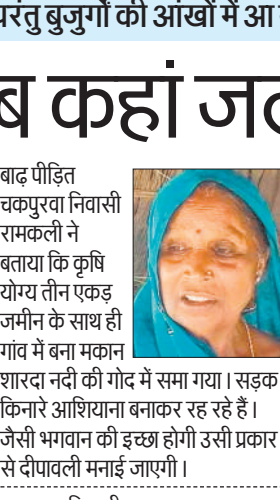 परंतु बुजुर्गों की आंखों में आ
कहां
बाढ़ पीड़ित
चकपुरवा निवासी
रामकली ने
बताया कि कृषि
योग्य तीन एकड़
जमीन के साथ ही
गांव में बना मकान
शारदा नदी की गोद में समा गया। सड़क
किनारे आशियाना बनाकर रह रहे हैं।
जैसी भगवान की इच्छा होगी उसी प्रकार
से दीपावली मनाई जाएगी।